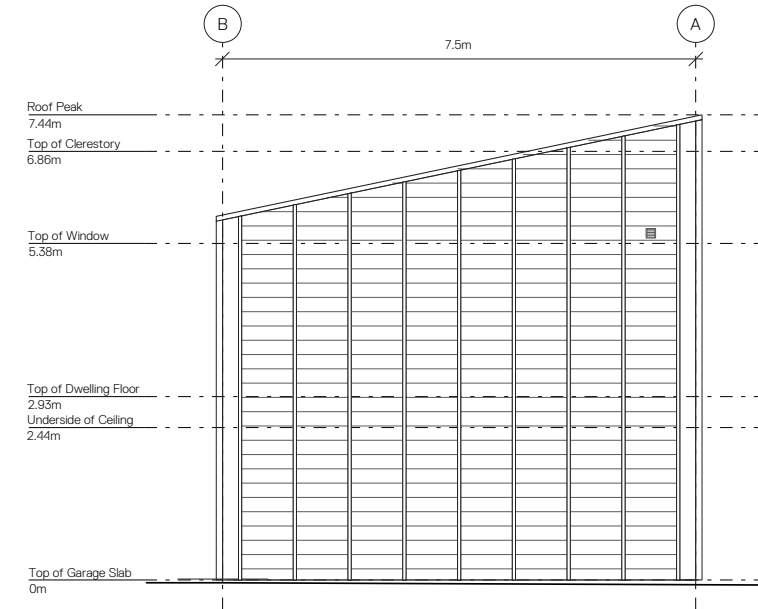 B
A
7.5m
Roof Peak
7.44m
Top of Clerestory
6.86m
Top of Window
5.38m
Top of Dwelling Floor
2.93m
Underside of Ceiling
2.44m
Top of Garage Slab
0m